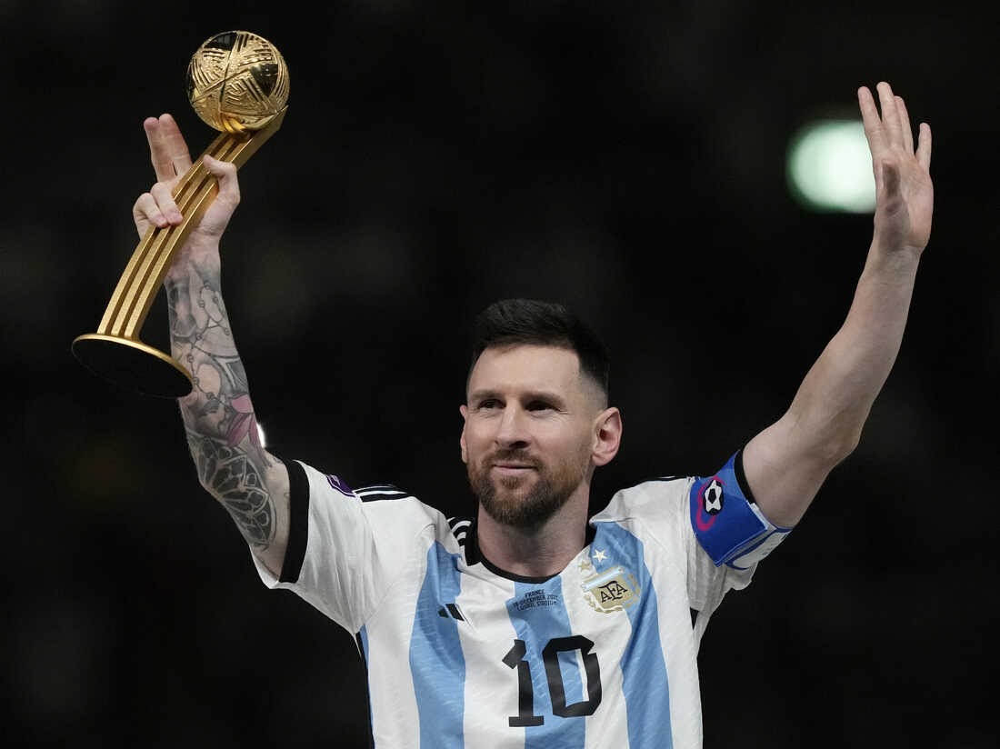 FRANCE
18 DECEMBER 2022
LUSAIL STADIUM
AFA
10